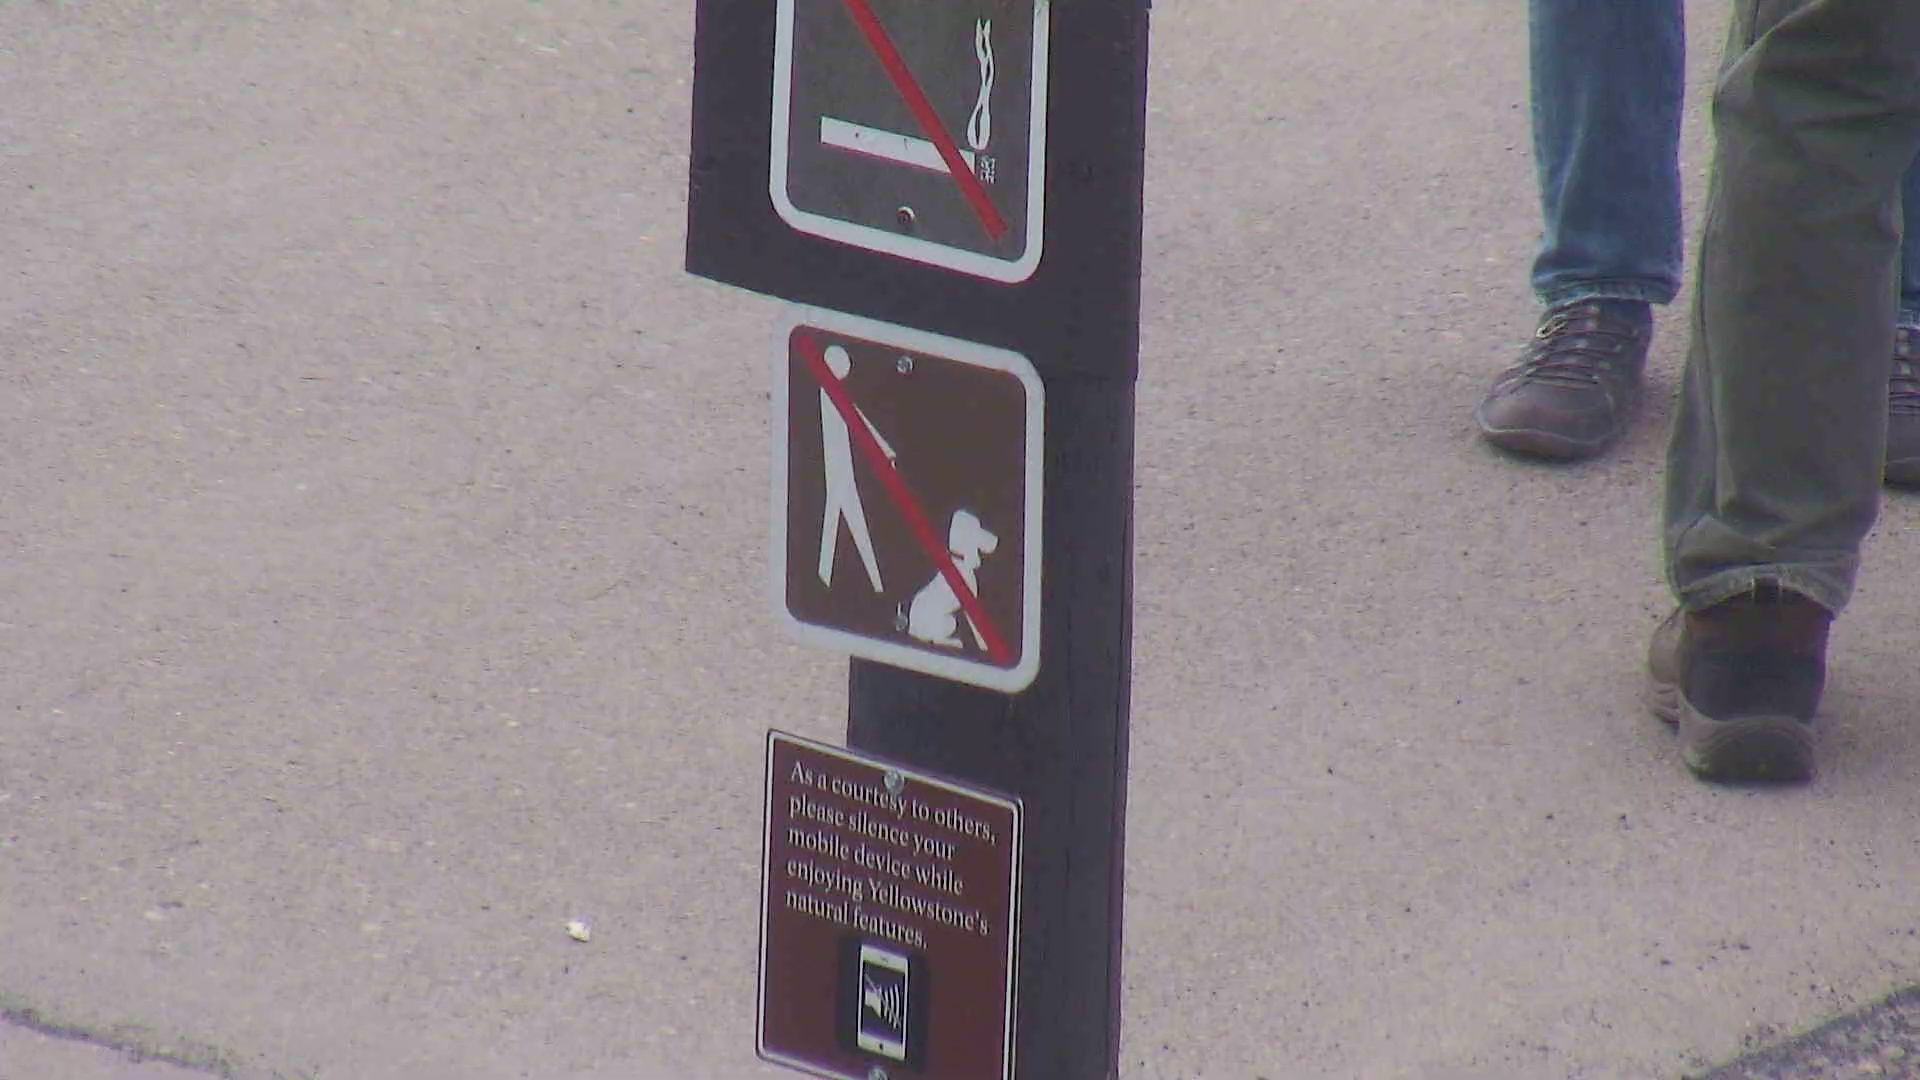 As a courtesy to others,
please silence your
mobile device while
enjoying Yellowstone's
natural features.